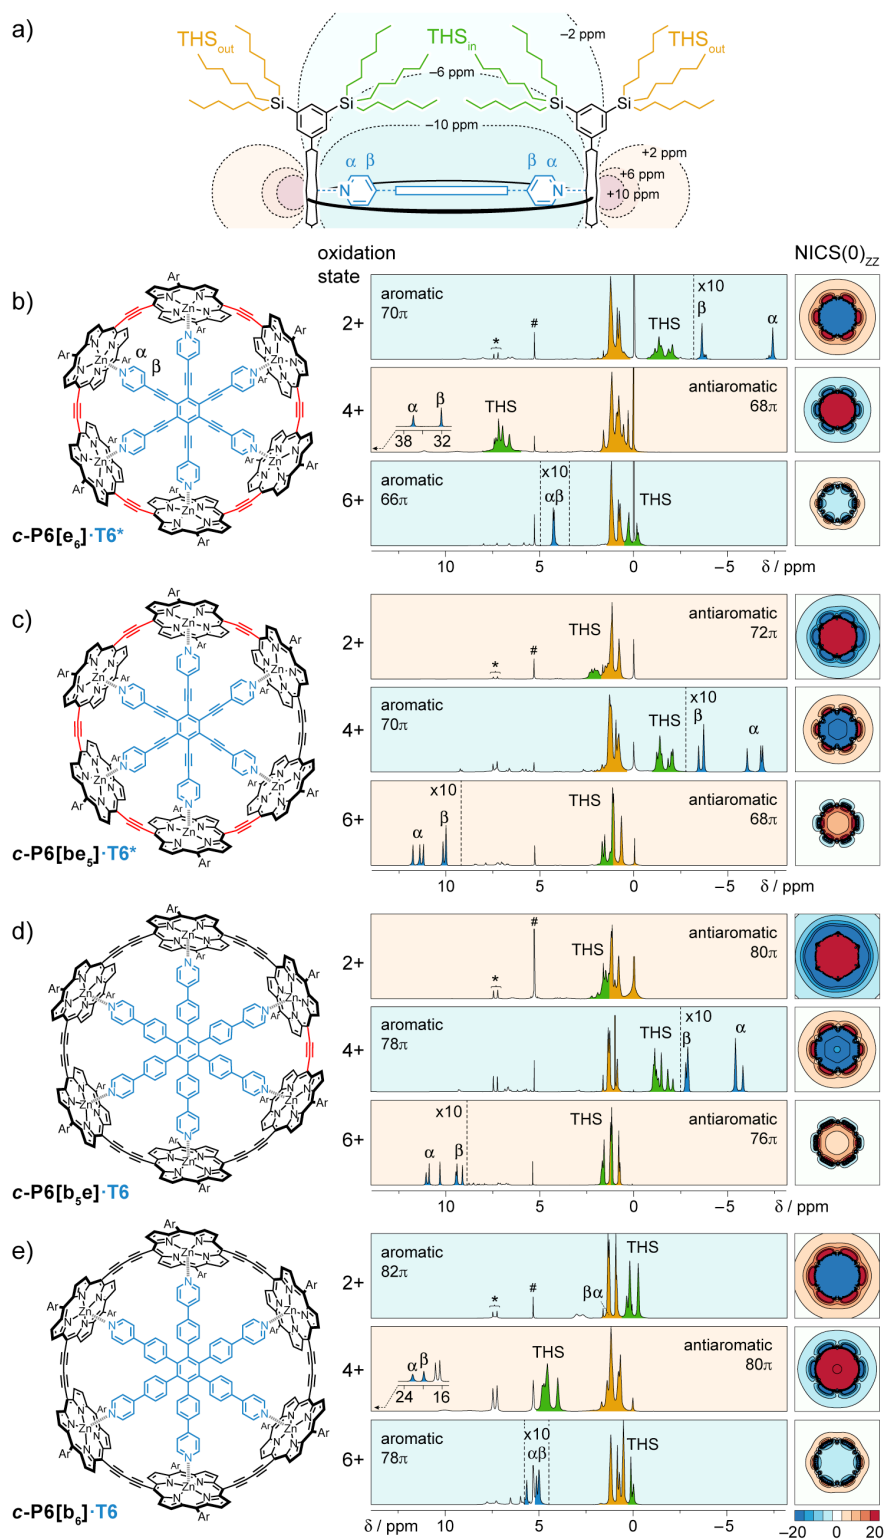 a)
THS_out THS_in THS_out
–2 ppm
–6 ppm
Si Si Si Si
–10 ppm
α β β α
N N
+2 ppm
+6 ppm
+10 ppm
oxidation state
NICS(0)_ZZ
b)
Ar
Zn
N
α
β
c-P6[e₆]·T6*
2+
aromatic
70π
*
#
THS
x10
β
α
4+
α β
38 32
THS
antiaromatic
68π
6+
aromatic
66π
x10
αβ
THS
10 5 0 −5
δ / ppm
c)
Ar
Zn
N
c-P6[be₅]·T6*
2+
*
#
THS
antiaromatic
72π
4+
aromatic
70π
THS
x10
β
α
6+
α
β
x10
THS
antiaromatic
68π
10 5 0 −5
δ / ppm
d)
Ar
Zn
N
c-P6[b₅e]·T6
2+
*
#
THS
antiaromatic
80π
4+
aromatic
78π
THS
x10
β
α
6+
α
β
x10
THS
antiaromatic
76π
10 5 0 −5
δ / ppm
e)
Ar
Zn
N
c-P6[b₆]·T6
2+
aromatic
82π
*
#
βα
THS
4+
α β
24 16
THS
antiaromatic
80π
6+
aromatic
78π
x10
αβ
THS
δ / ppm 10 5 0 −5
−20 0 20